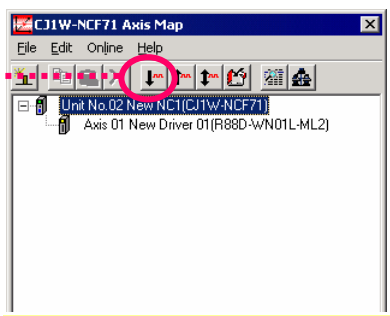 CJ1W-NCF71 Axis Map
File Edit Online Help
Unit No.02 New NC1(CJ1W-NCF71)
Axis 01 New Driver 01(R88D-WN01L-ML2)